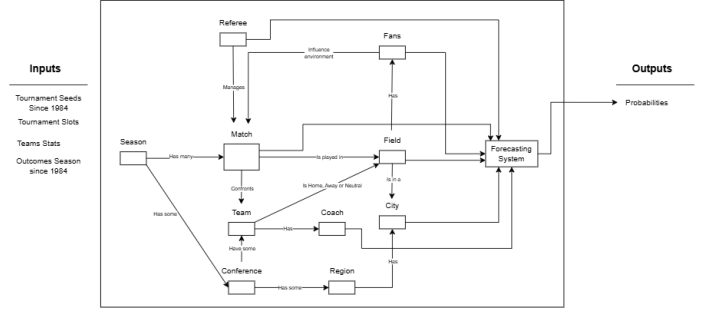 Referee
Fans
Influence
environment
Inputs
Outputs
Manages
Has
Tournament Seeds
Since 1984
Probabilities
Tournament Slots
Match
Field
Forecasting
System
Teams Stats
Season
Has many
Is played in
Outcomes Season
since 1984
Is in a
Confronts
Is Home, Away or Neutral
Has some
Team
Coach
City
Has
Have some
Has
Conference
Region
Has some